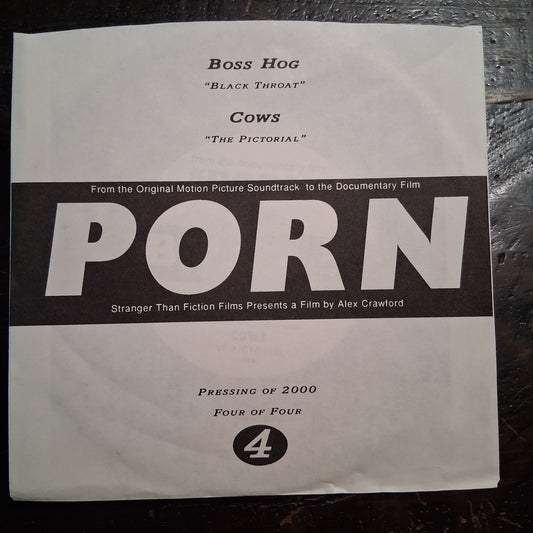 Boss Hog
"Black Throat"
Cows
"The Pictorial"
From the Original Motion Picture Soundtrack to the Documentary Film
PORN
Stranger Than Fiction Films Presents a Film by Alex Crawford
Pressing of 2000
Four of Four
4